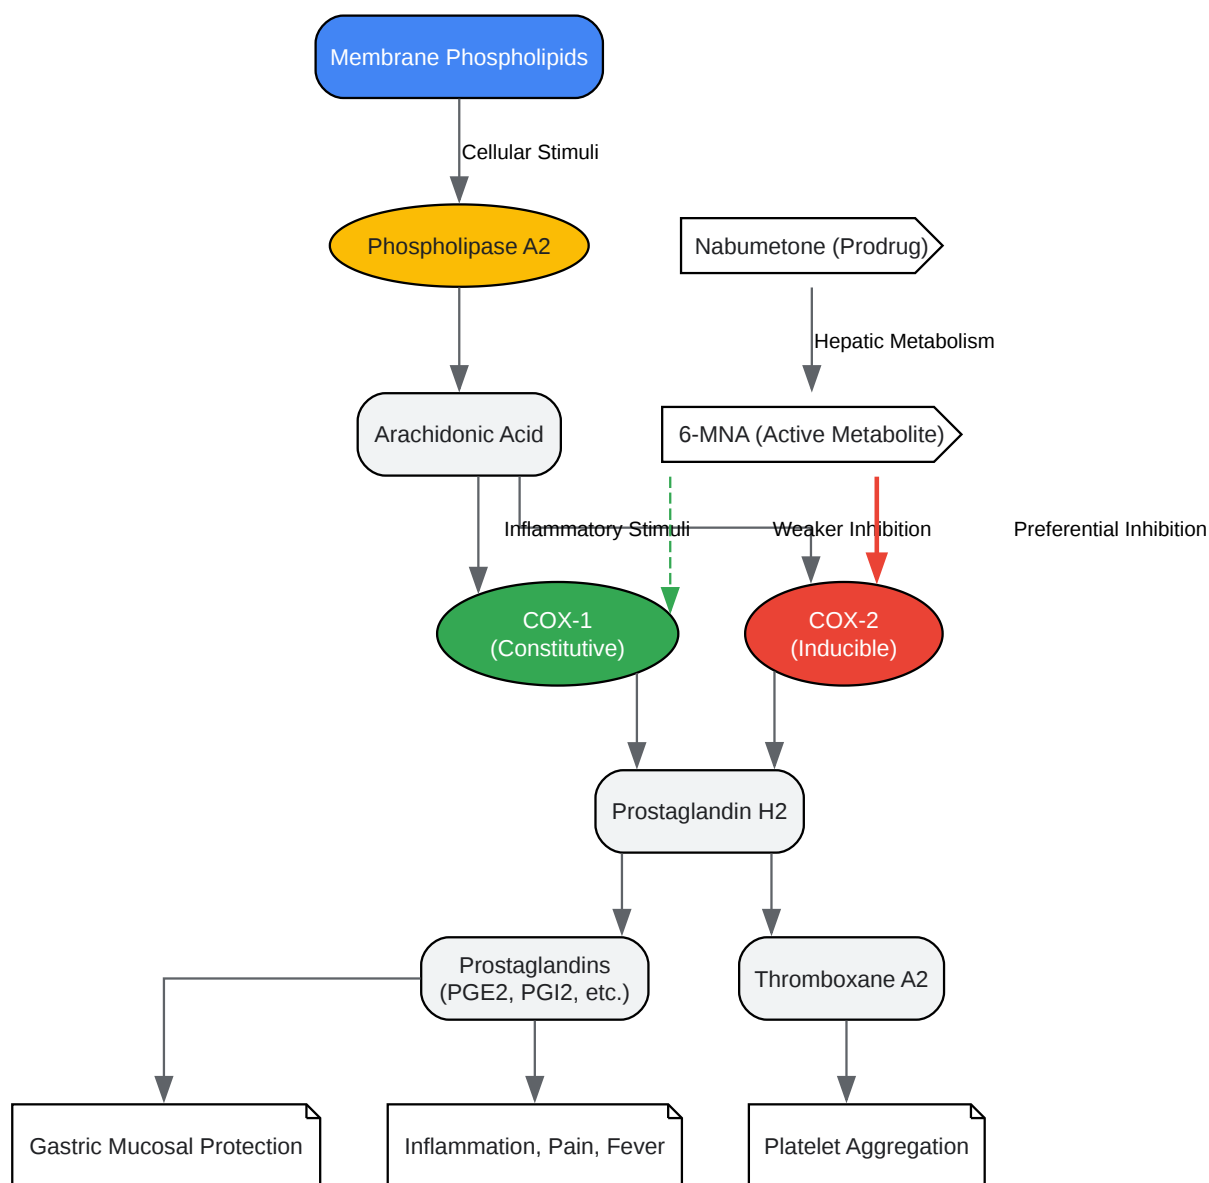 Membrane Phospholipids
Cellular Stimuli
Phospholipase A2
Nabumetone (Prodrug)
Hepatic Metabolism
Arachidonic Acid
6-MNA (Active Metabolite)
Inflammatory Stimuli
Weaker Inhibition
Preferential Inhibition
COX-1
(Constitutive)
COX-2
(Inducible)
Prostaglandin H2
Prostaglandins
(PGE2, PGI2, etc.)
Thromboxane A2
Gastric Mucosal Protection
Inflammation, Pain, Fever
Platelet Aggregation